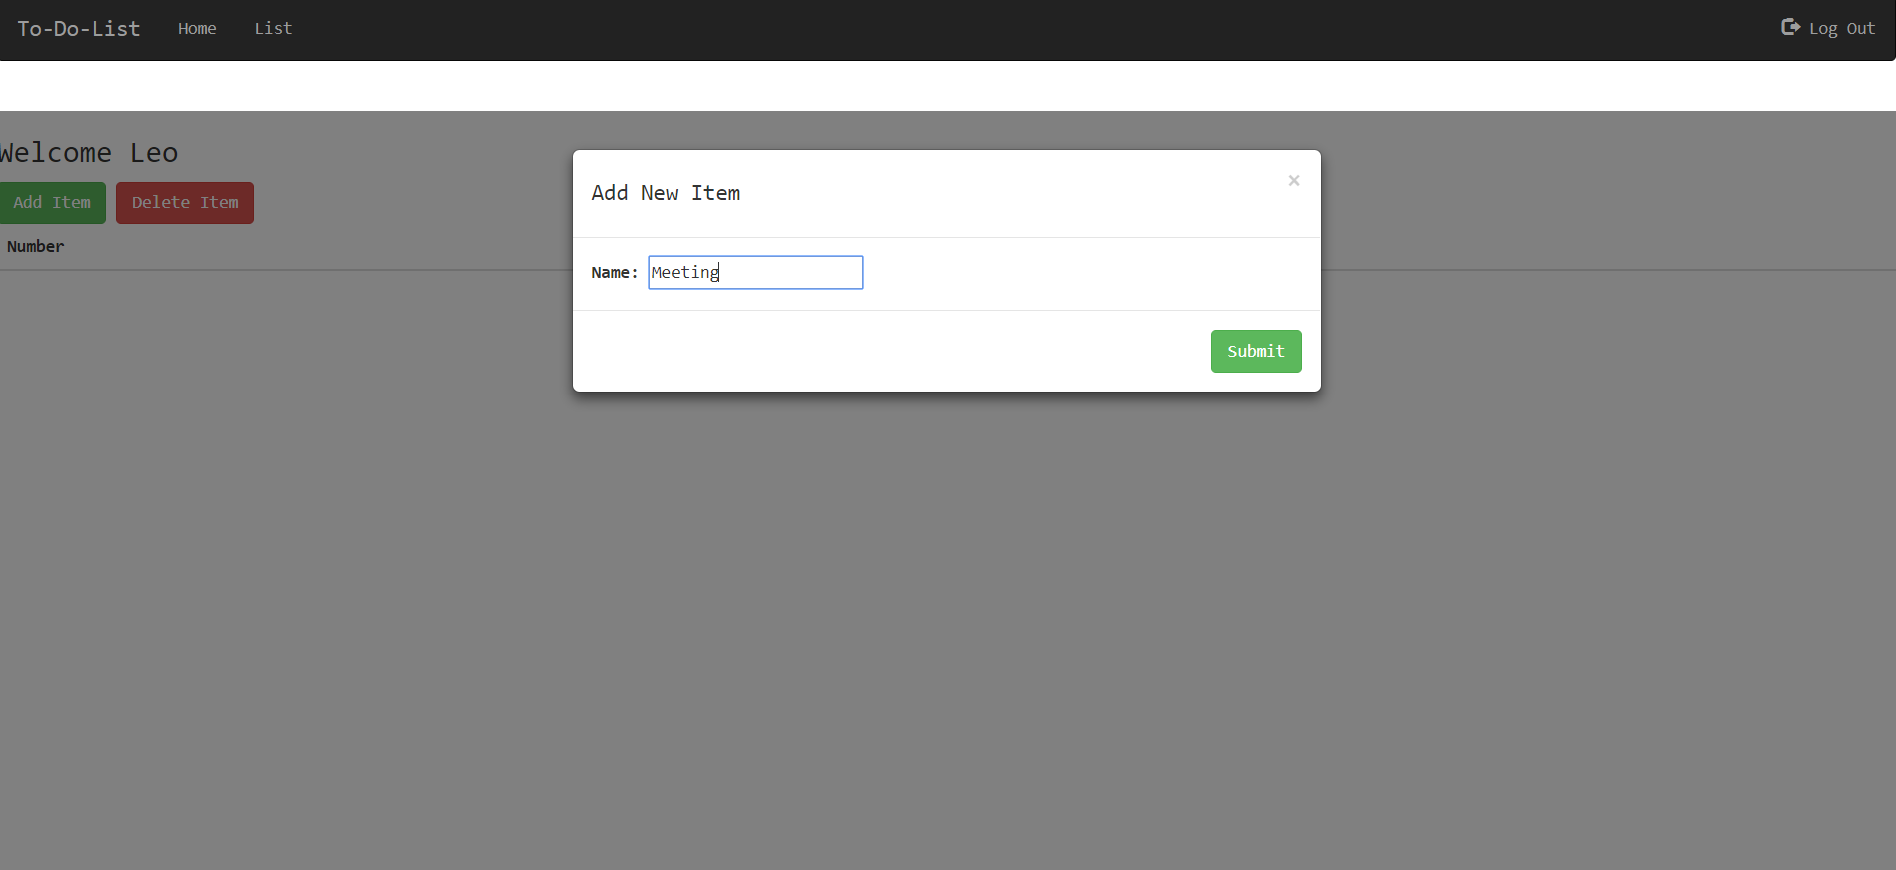 To-Do-List Home List Log Out
Welcome Leo
Add Item Delete Item
Number
Add New Item ×
Name: Meeting
Submit